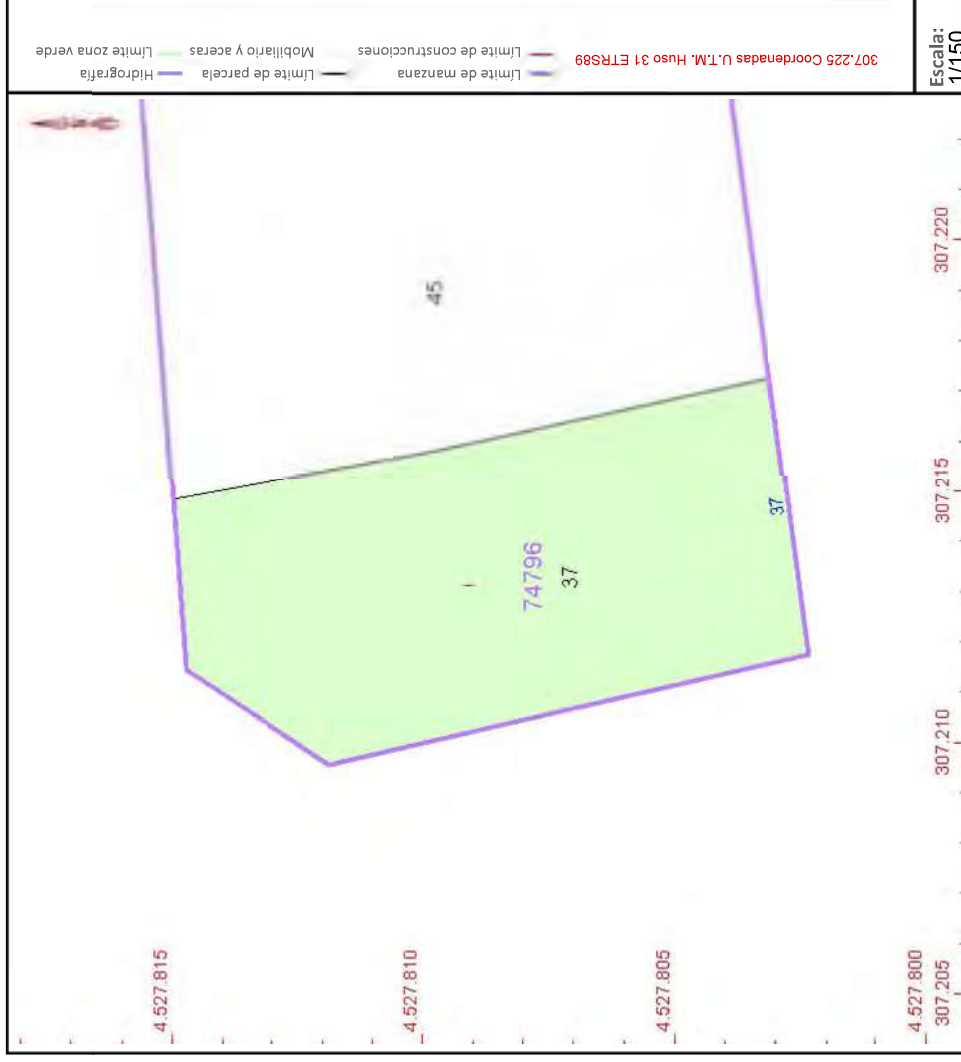 Límite de manzana
Límite de parcela
Hidrografía
Límite de construcciones
Mobiliario y aceras
Límite zona verde
307.225 Coordenadas U.T.M. Huso 31 ETRS89
Escala:
1/150
45
74796
37
37
307.220
307.215
307.210
307.205
4.527.815
4.527.810
4.527.805
4.527.800